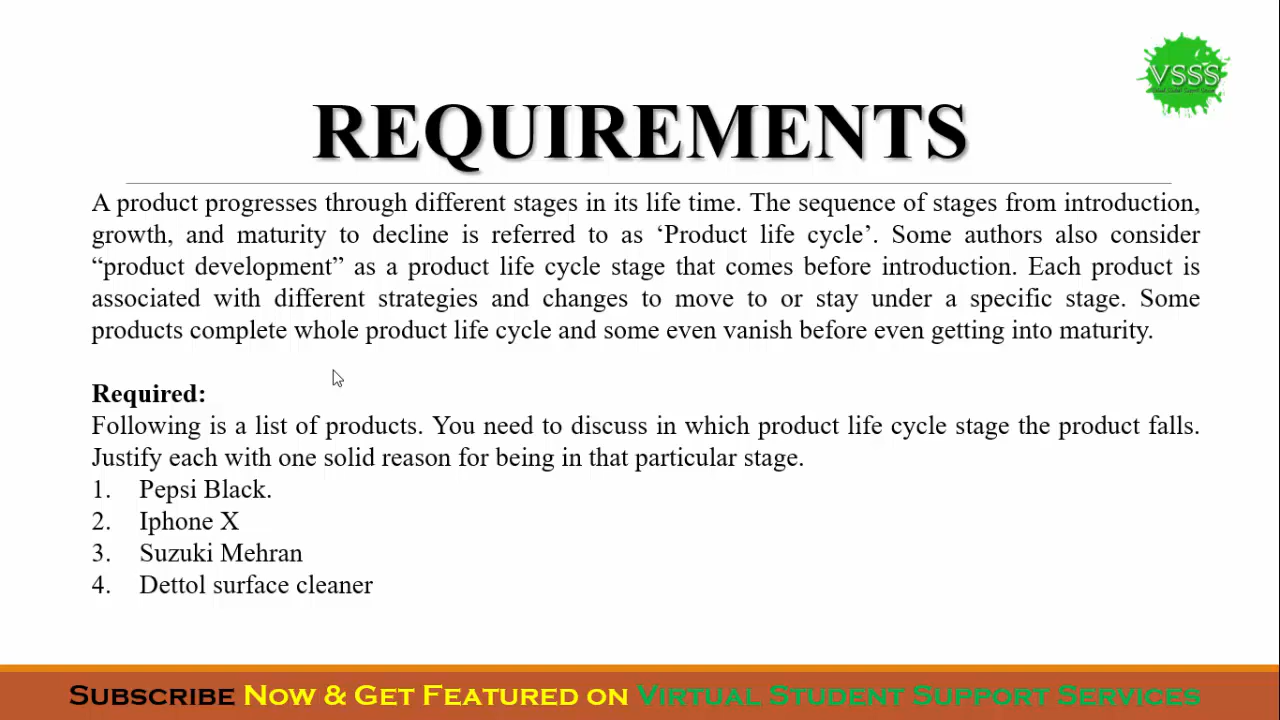 VSSS
REQUIREMENTS
A product progresses through different stages in its life time. The sequence of stages from introduction,
growth, and maturity to decline is referred to as ‘Product life cycle’. Some authors also consider
“product development” as a product life cycle stage that comes before introduction. Each product is
associated with different strategies and changes to move to or stay under a specific stage. Some
products complete whole product life cycle and some even vanish before even getting into maturity.
Required:
Following is a list of products. You need to discuss in which product life cycle stage the product falls.
Justify each with one solid reason for being in that particular stage.
1. Pepsi Black.
2. Iphone X
3. Suzuki Mehran
4. Dettol surface cleaner
Subscribe Now & Get Featured on Virtual Student Support Services